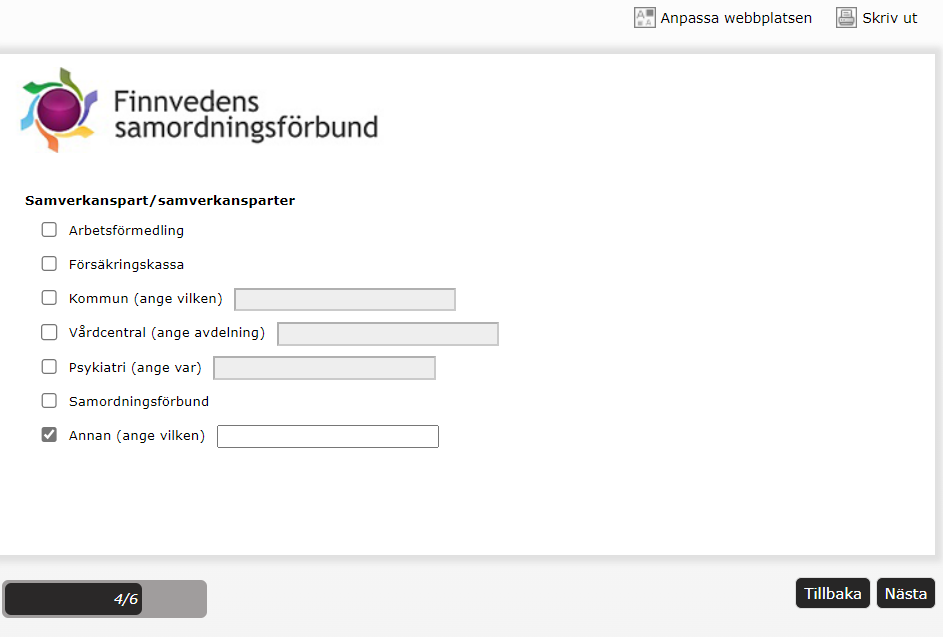 Anpassa webbplatsen Skriv ut
Finnvedens
samordningsförbund
Samverkanspart/samverkansparter
Arbetsförmedling
Försäkringskassa
Kommun (ange vilken)
Vårdcentral (ange avdelning)
Psykiatri (ange var)
Samordningsförbund
Annan (ange vilken)
4/6
Tillbaka Nästa